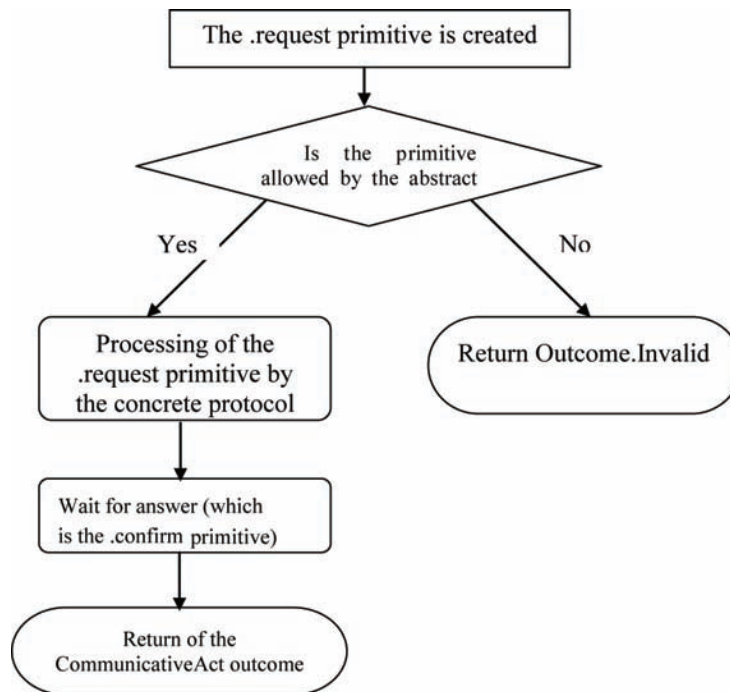 The .request primitive is created
Is the primitive
allowed by the abstract
Yes
No
Processing of the
.request primitive by
the concrete protocol
Return Outcome.Invalid
Wait for answer (which
is the .confirm primitive)
Return of the
CommunicativeAct outcome